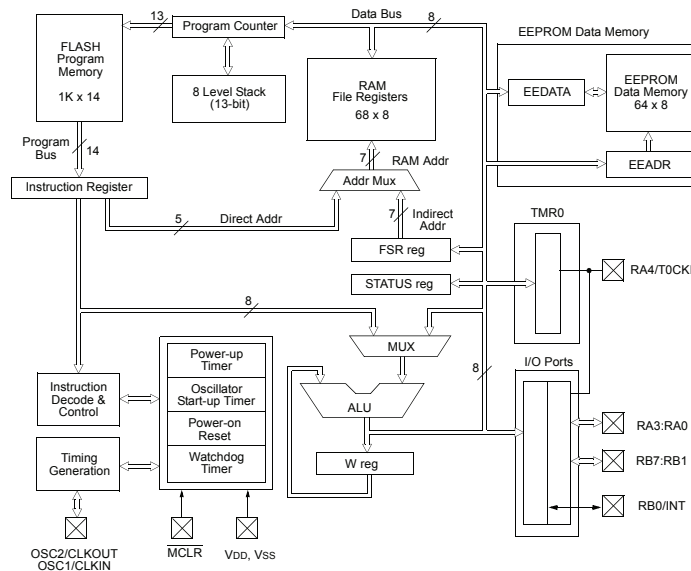 13
Data Bus
8
EEPROM Data Memory
FLASH
Program
Memory
1K x 14
Program Counter
8 Level Stack
(13-bit)
RAM
File Registers
68 x 8
EEDATA
EEPROM
Data Memory
64 x 8
EEADR
Program
Bus
14
7
RAM Addr
Addr Mux
Instruction Register
5
Direct Addr
7
Indirect
Addr
FSR reg
STATUS reg
TMR0
RA4/T0CKI
8
MUX
8
I/O Ports
Power-up
Timer
Oscillator
Start-up Timer
Power-on
Reset
Watchdog
Timer
Instruction
Decode &
Control
Timing
Generation
ALU
W reg
RA3:RA0
RB7:RB1
RB0/INT
OSC2/CLKOUT
OSC1/CLKIN
MCLR
VDD, VSS